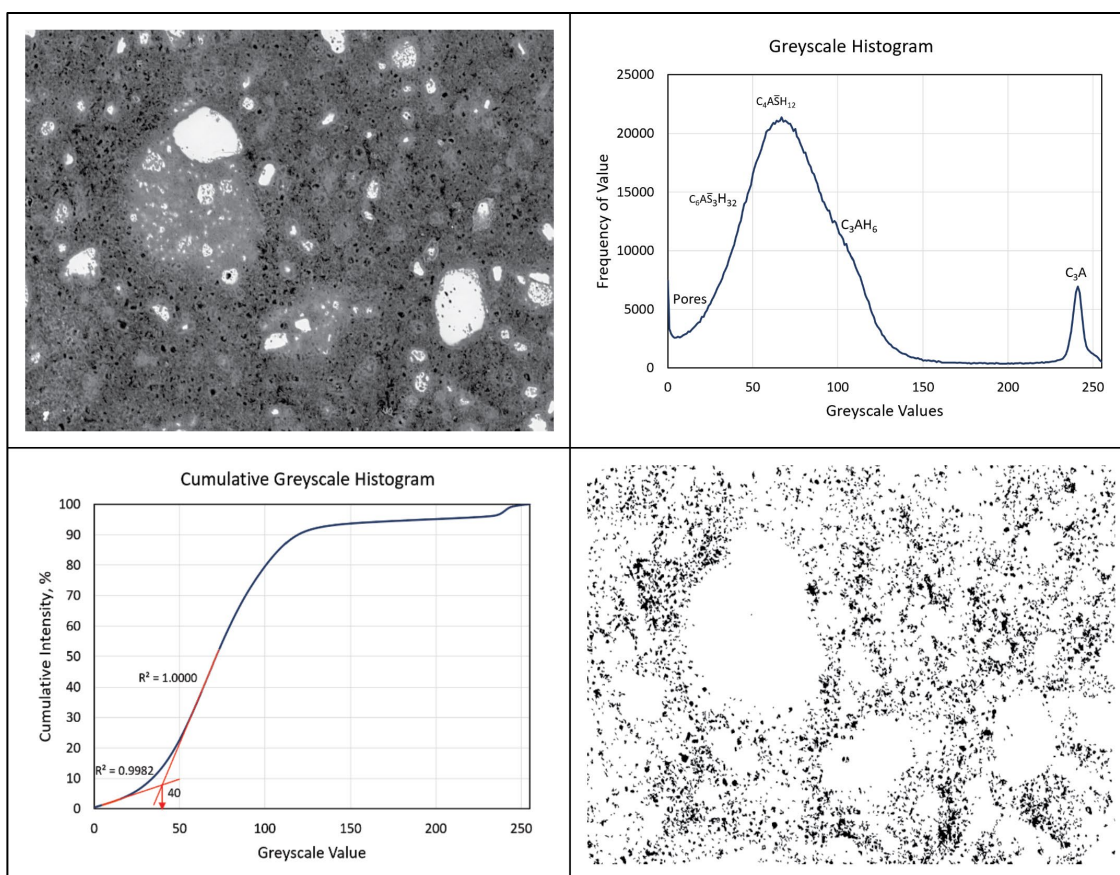 Greyscale Histogram
Frequency of Value
25000
20000
15000
10000
5000
0
C₄AS̅H₁₂
C₆AS̅₃H₃₂
C₃AH₆
C₃A
Pores
0 50 100 150 200 250
Greyscale Values
Cumulative Greyscale Histogram
Cumulative Intensity, %
100
90
80
70
60
50
40
30
20
10
0
R² = 1.0000
R² = 0.9982
40
0 50 100 150 200 250
Greyscale Value